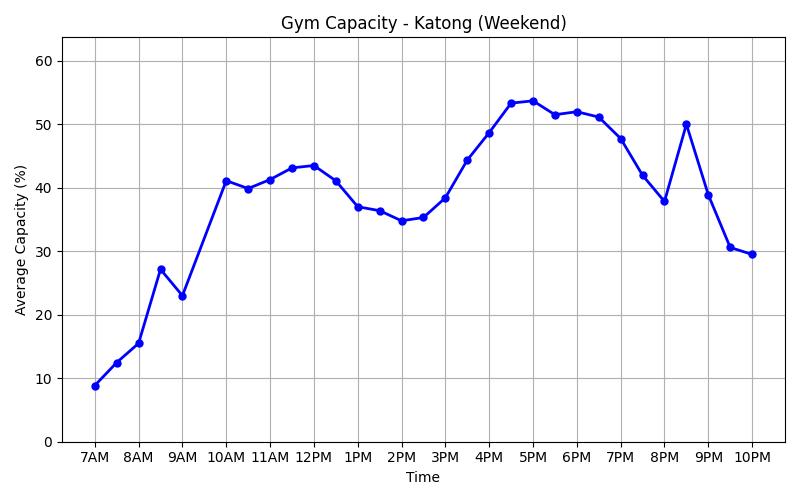 Gym Capacity - Katong (Weekend)
Average Capacity (%)
60
50
40
30
20
10
0
7AM 8AM 9AM 10AM 11AM 12PM 1PM 2PM 3PM 4PM 5PM 6PM 7PM 8PM 9PM 10PM
Time